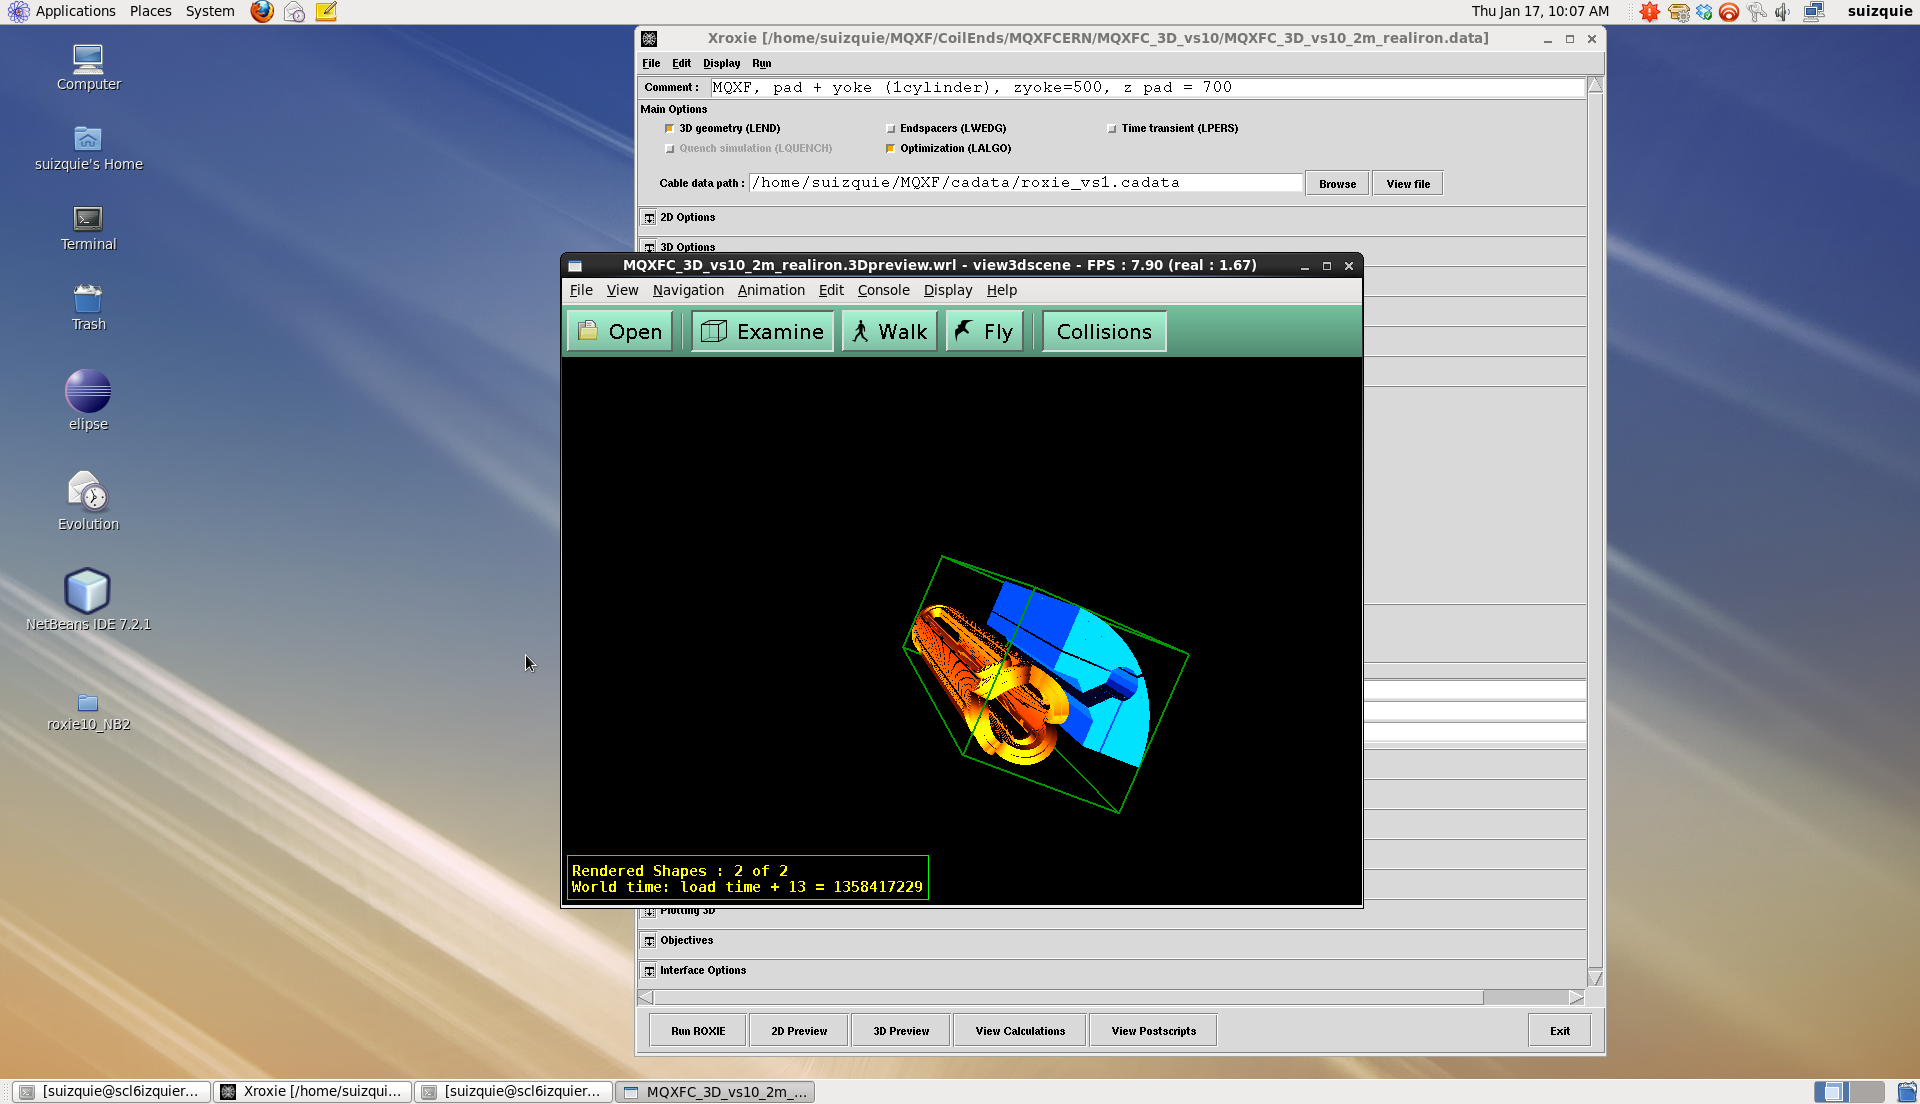 Applications Places System
Thu Jan 17, 10:07 AM
suizquie
Computer
suizquie's Home
Terminal
Trash
elipse
Evolution
NetBeans IDE 7.2.1
roxie10_NB2
Xroxie [/home/suizquie/MQXF/CoilEnds/MQXFCERN/MQXFC_3D_vs10/MQXFC_3D_vs10_2m_realiron.data]
File Edit Display Run
Comment : MQXF, pad + yoke (1cylinder), zyoke=500, z pad = 700
Main Options
3D geometry (LEND) Endspacers (LWEDG) Time transient (LPERS)
Quench simulation (LQUENCH) Optimization (LALGO)
Cable data path : /home/suizquie/MQXF/cadata/roxie_vs1.cadata Browse View file
2D Options
3D Options
MQXFC_3D_vs10_2m_realiron.3Dpreview.wrl - view3dscene - FPS : 7.90 (real : 1.67)
File View Navigation Animation Edit Console Display Help
Open Examine Walk Fly Collisions
Rendered Shapes : 2 of 2
World time: load time + 13 = 1358417229
Plotting 3D
Objectives
Interface Options
Run ROXIE 2D Preview 3D Preview View Calculations View Postscripts Exit
[suizquie@scl6izquier... Xroxie [/home/suizqui... [suizquie@scl6izquier... MQXFC_3D_vs10_2m_...